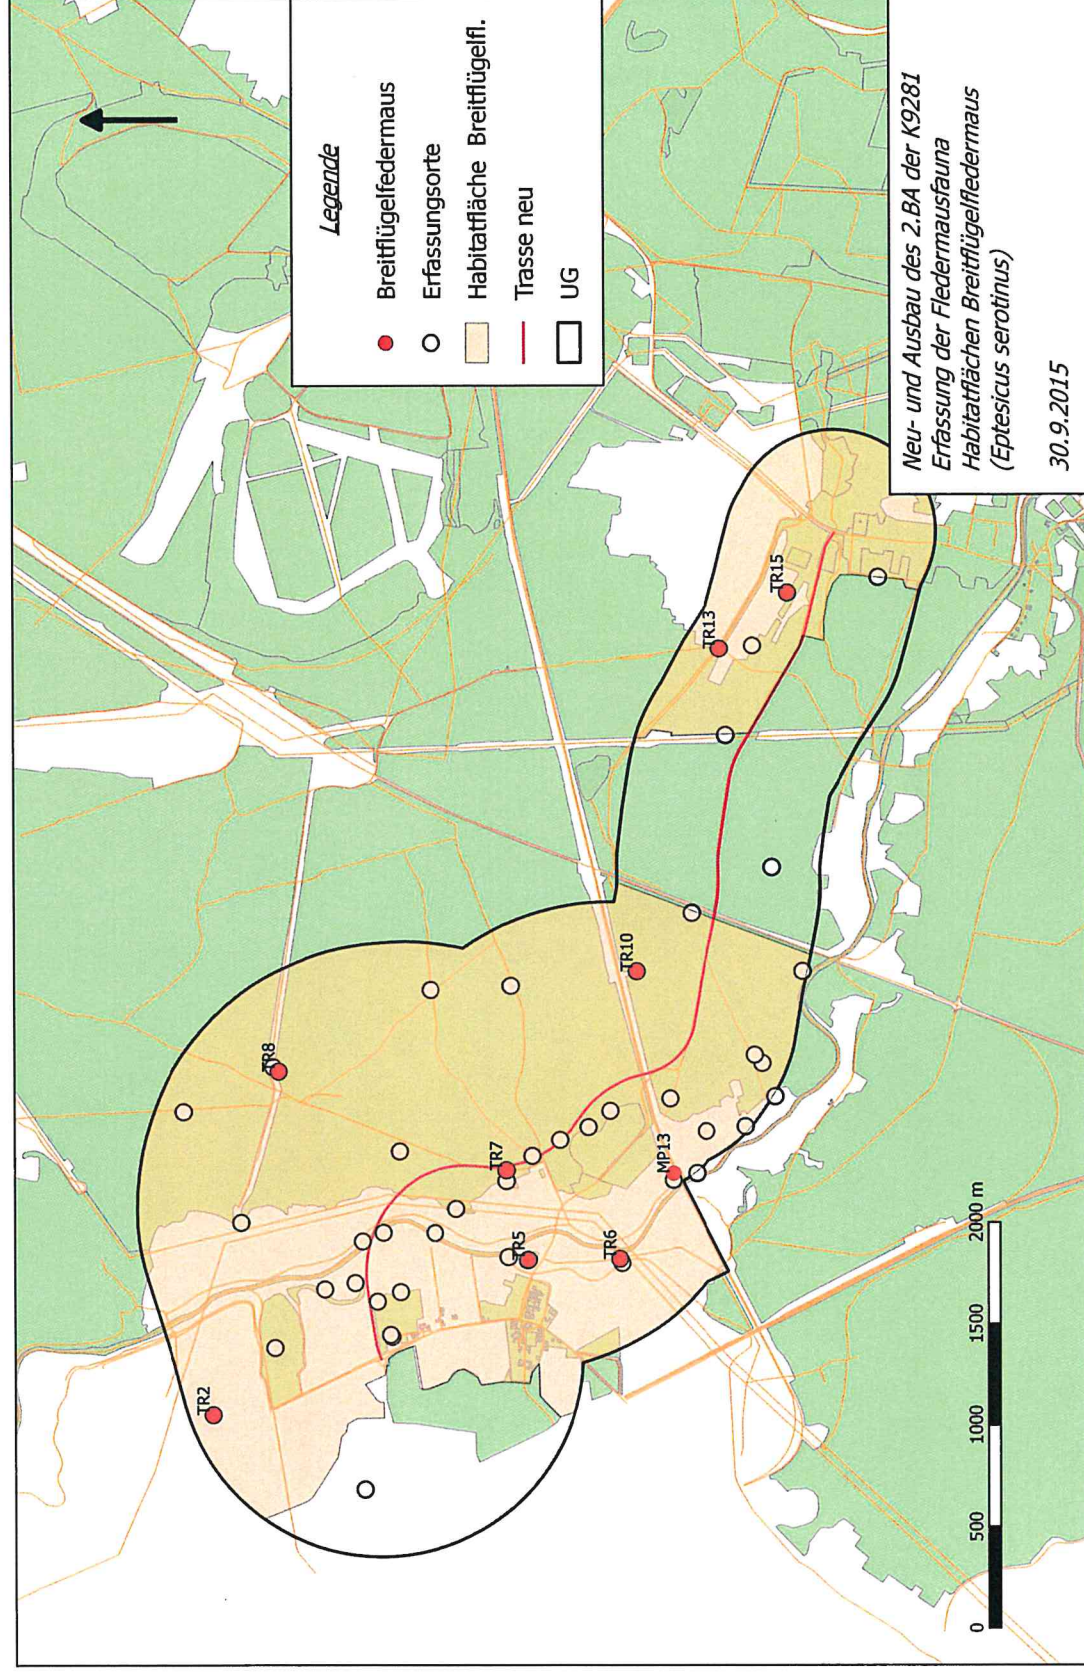 Legende
Breitflügelfledermaus
Erfassungsorte
Habitatfläche Breitflügelfl.
Trasse neu
UG
TR2
TR8
TR7
TR5
TR6
MP13
TR10
TR13
TR15
0 500 1000 1500 2000 m
Neu- und Ausbau des 2.BA der K9281
Erfassung der Fledermausfauna
Habitatflächen Breitflügelfledermaus
(Eptesicus serotinus)
30.9.2015